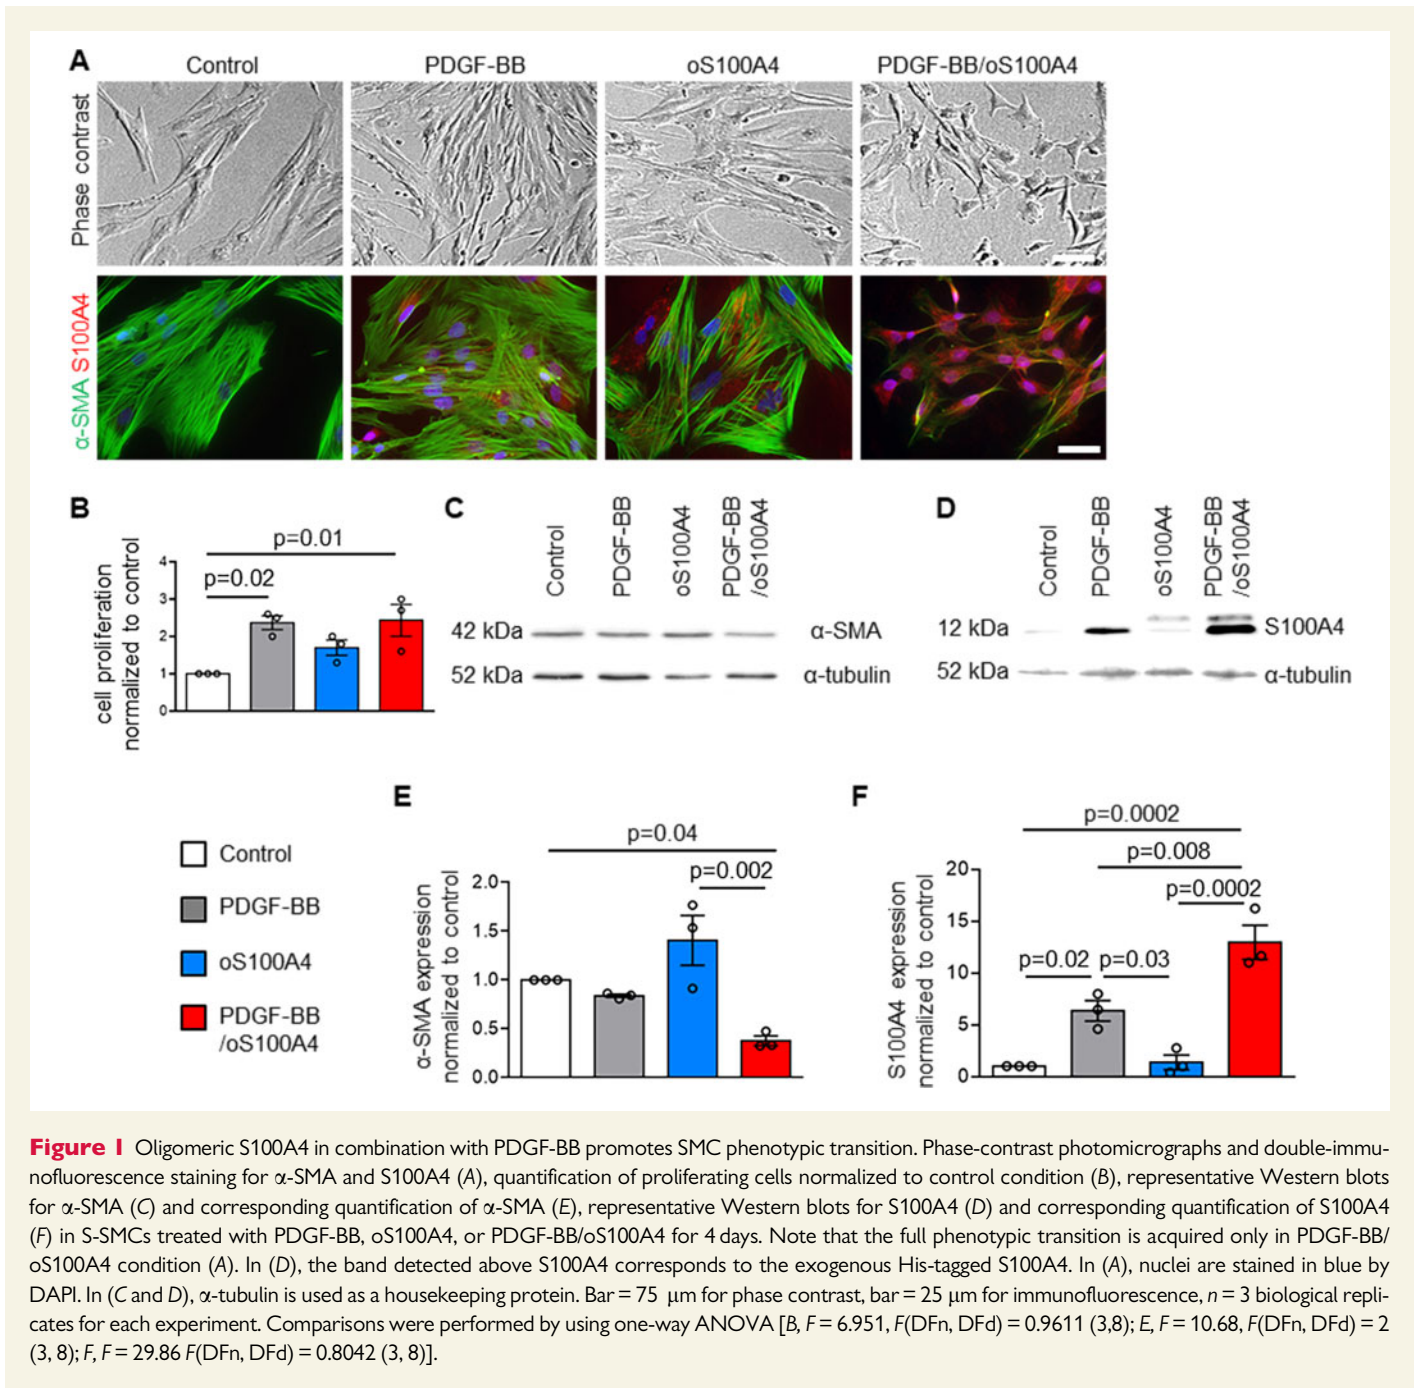 A
Control PDGF-BB oS100A4 PDGF-BB/oS100A4
Phase contrast
α-SMA S100A4
B
cell proliferation
normalized to control
4
3
2
1
0
p=0.01
p=0.02
C
Control
PDGF-BB
oS100A4
PDGF-BB
/oS100A4
42 kDa α-SMA
52 kDa α-tubulin
D
Control
PDGF-BB
oS100A4
PDGF-BB
/oS100A4
12 kDa S100A4
52 kDa α-tubulin
Control
PDGF-BB
oS100A4
PDGF-BB
/oS100A4
E
α-SMA expression
normalized to control
2.0
1.5
1.0
0.5
0.0
p=0.04
p=0.002
F
S100A4 expression
normalized to control
20
15
10
5
0
p=0.0002
p=0.008
p=0.0002
p=0.02 p=0.03
Figure 1 Oligomeric S100A4 in combination with PDGF-BB promotes SMC phenotypic transition. Phase-contrast photomicrographs and double-immu-
nofluorescence staining for α-SMA and S100A4 (A), quantification of proliferating cells normalized to control condition (B), representative Western blots
for α-SMA (C) and corresponding quantification of α-SMA (E), representative Western blots for S100A4 (D) and corresponding quantification of S100A4
(F) in S-SMCs treated with PDGF-BB, oS100A4, or PDGF-BB/oS100A4 for 4 days. Note that the full phenotypic transition is acquired only in PDGF-BB/
oS100A4 condition (A). In (D), the band detected above S100A4 corresponds to the exogenous His-tagged S100A4. In (A), nuclei are stained in blue by
DAPI. In (C and D), α-tubulin is used as a housekeeping protein. Bar = 75 μm for phase contrast, bar = 25 μm for immunofluorescence, n = 3 biological repli-
cates for each experiment. Comparisons were performed by using one-way ANOVA [B, F = 6.951, F(DFn, DFd) = 0.9611 (3,8); E, F = 10.68, F(DFn, DFd) = 2
(3, 8); F, F = 29.86 F(DFn, DFd) = 0.8042 (3, 8)].